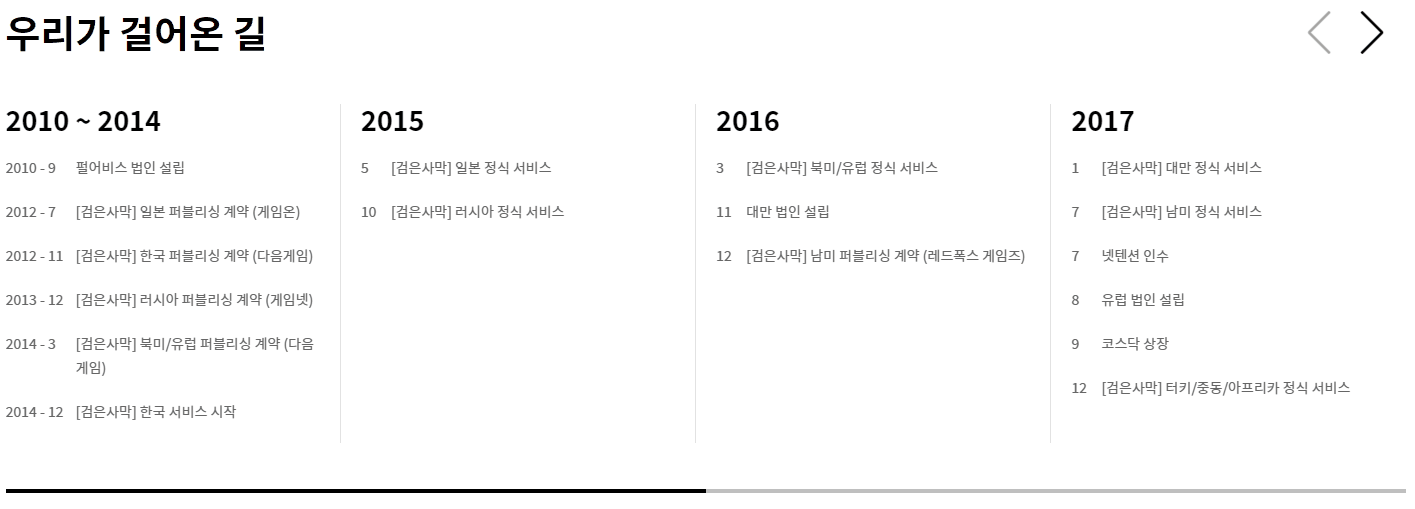 우리가 걸어온 길
2010 ~ 2014
2010 - 9 펄어비스 법인 설립
2012 - 7 [검은사막] 일본 퍼블리싱 계약 (게임온)
2012 - 11 [검은사막] 한국 퍼블리싱 계약 (다음게임)
2013 - 12 [검은사막] 러시아 퍼블리싱 계약 (게임넷)
2014 - 3 [검은사막] 북미/유럽 퍼블리싱 계약 (다음
게임)
2014 - 12 [검은사막] 한국 서비스 시작
2015
5 [검은사막] 일본 정식 서비스
10 [검은사막] 러시아 정식 서비스
2016
3 [검은사막] 북미/유럽 정식 서비스
11 대만 법인 설립
12 [검은사막] 남미 퍼블리싱 계약 (레드폭스 게임즈)
2017
1 [검은사막] 대만 정식 서비스
7 [검은사막] 남미 정식 서비스
7 넷텐션 인수
8 유럽 법인 설립
9 코스닥 상장
12 [검은사막] 터키/중동/아프리카 정식 서비스